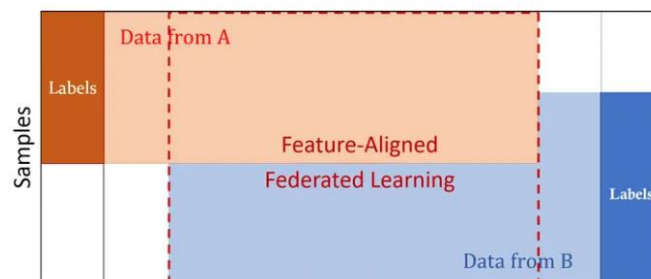 Data from A
Labels
Samples
Feature-Aligned
Federated Learning
Labels
Data from B